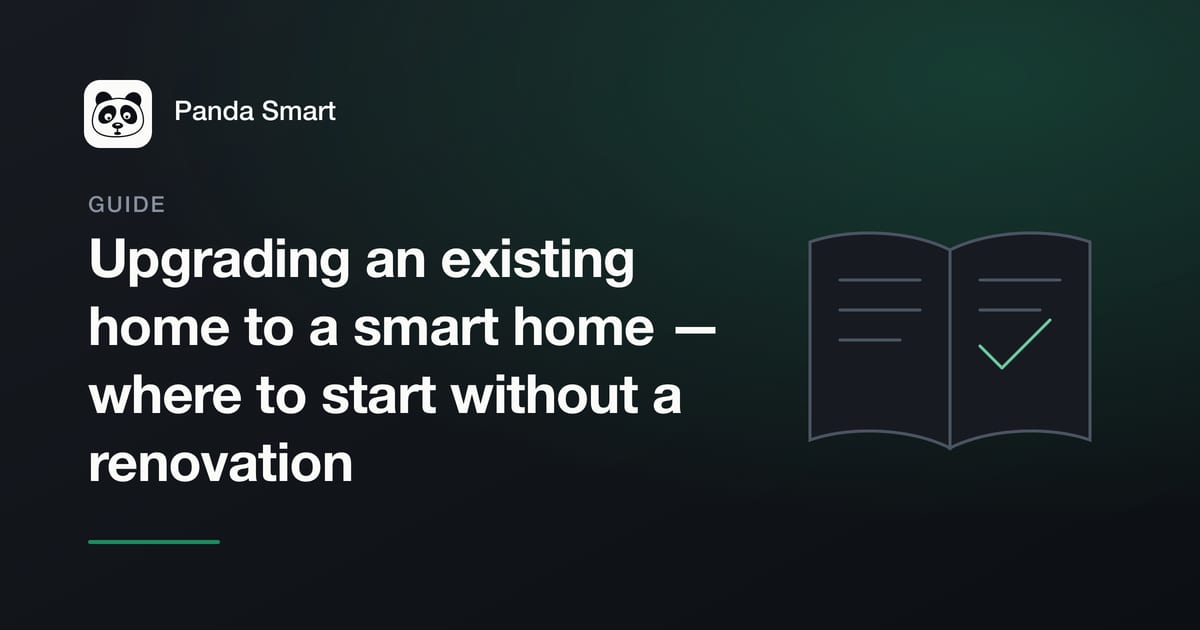 Panda Smart
GUIDE
Upgrading an existing
home to a smart home —
where to start without a
renovation